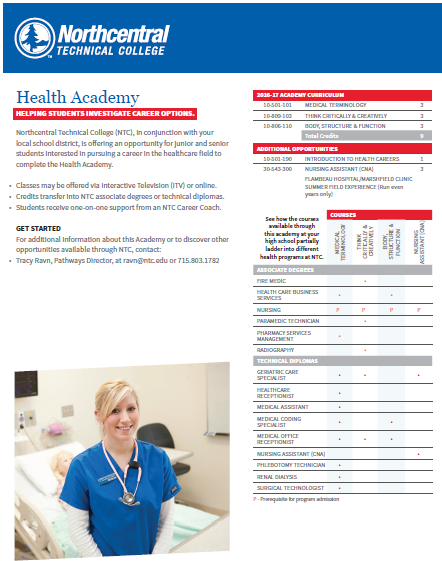 Northcentral
TECHNICAL COLLEGE
Health Academy
HELPING STUDENTS INVESTIGATE CAREER OPTIONS.
Northcentral Technical College (NTC), in conjunction with your
local school district, is offering an opportunity for junior and senior
students interested in pursuing a career in the healthcare field to
complete the Health Academy.
• Classes may be offered via Interactive Television (ITV) or online.
• Credits transfer into NTC associate degrees or technical diplomas.
• Students receive one-on-one support from an NTC Career Coach.
GET STARTED
For additional information about this Academy or to discover other
opportunities available through NTC, contact:
• Tracy Ravn, Pathways Director, at ravn@ntc.edu or 715.803.1782
2016-17 ACADEMY CURRICULUM
10-501-101 MEDICAL TERMINOLOGY 3
10-809-103 THINK CRITICALLY & CREATIVELY 3
10-806-110 BODY, STRUCTURE & FUNCTION 3
Total Credits 9
ADDITIONAL OPPORTUNITIES
10-501-190 INTRODUCTION TO HEALTH CAREERS 1
30-543-300 NURSING ASSISTANT (CNA) 3
FLAMBEAU HOSPITAL/MARSHFIELD CLINIC
SUMMER FIELD EXPERIENCE (Run even
years only)
See how the courses
available through
this academy at your
high school partially
ladder into different
health programs at NTC.
COURSES
MEDICAL
TERMINOLOGY
THINK
CRITICALLY &
CREATIVELY
BODY,
STRUCTURE &
FUNCTION
NURSING
ASSISTANT (CNA)
ASSOCIATE DEGREES
FIRE MEDIC •
HEALTH CARE BUSINESS
SERVICES • •
NURSING P P P P
PARAMEDIC TECHNICIAN •
PHARMACY SERVICES
MANAGEMENT •
RADIOGRAPHY •
TECHNICAL DIPLOMAS
GERIATRIC CARE
SPECIALIST • • •
HEALTHCARE
RECEPTIONIST •
MEDICAL ASSISTANT •
MEDICAL CODING
SPECIALIST • •
MEDICAL OFFICE
RECEPTIONIST • • •
NURSING ASSISTANT (CNA) •
PHLEBOTOMY TECHNICIAN •
RENAL DIALYSIS •
SURGICAL TECHNOLOGIST •
P - Prerequisite for program admission